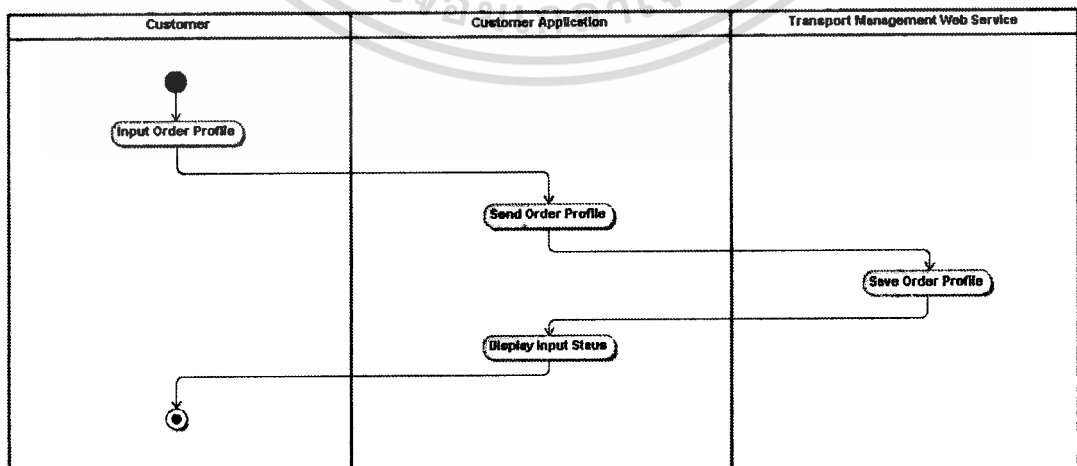 Customer
Customer Application
Transport Management Web Service
Input Order Profile
Send Order Profile
Save Order Profile
Display Input Staus